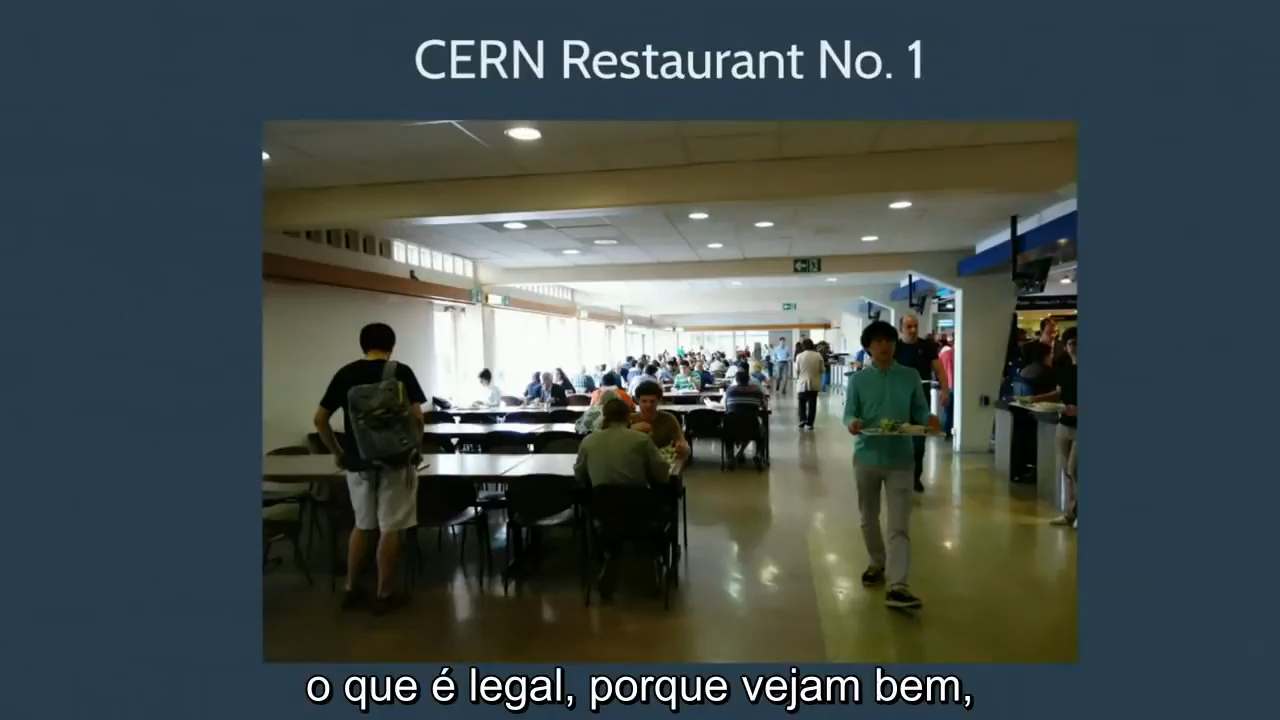 CERN Restaurant No. 1
o que é legal, porque vejam bem,